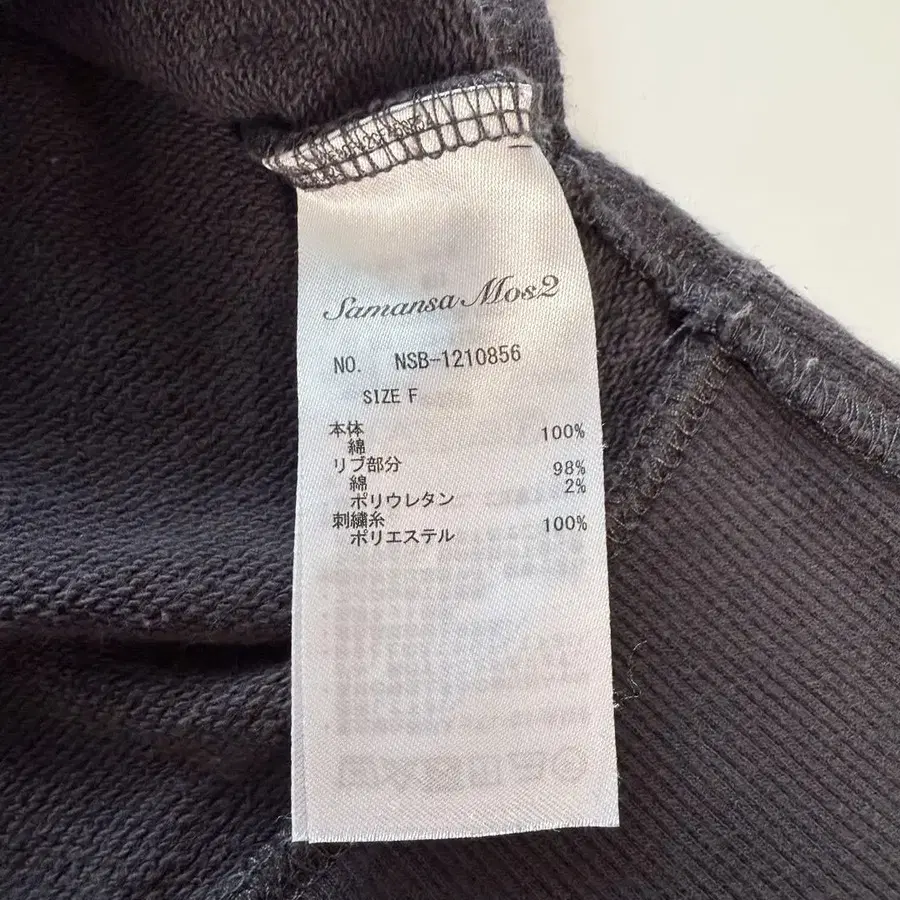 Samansa Mos2
NO. NSB-1210856
SIZE F
本体
綿 100%
リブ部分
綿 98%
ポリウレタン 2%
刺繍糸
ポリエステル 100%